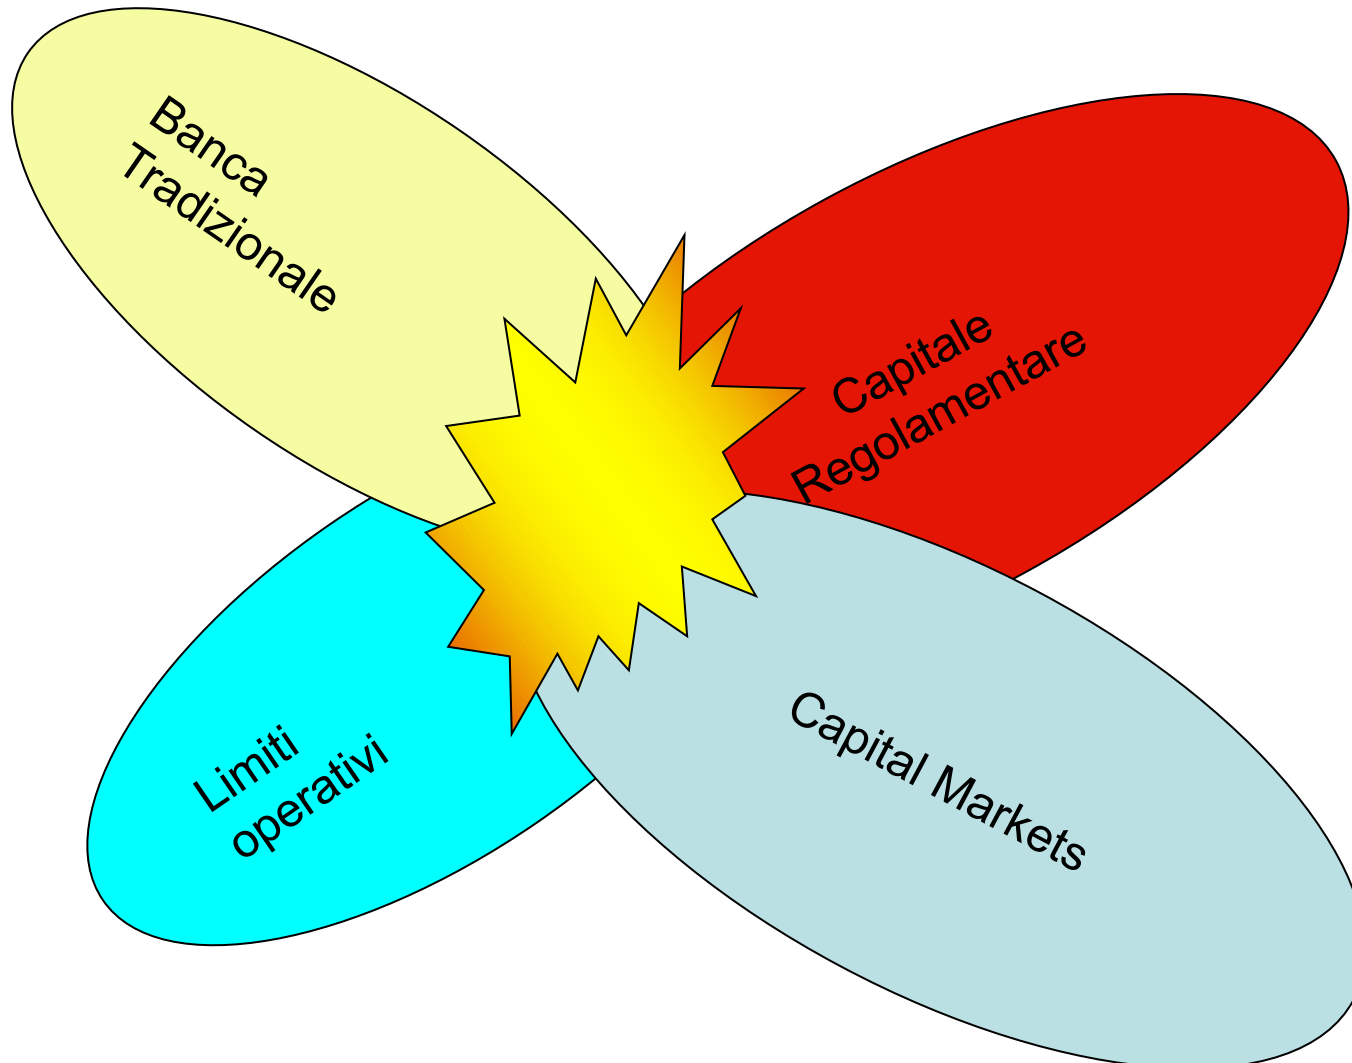 Banca
Tradizionale
Capitale
Regolamentare
Limiti
operativi
Capital Markets